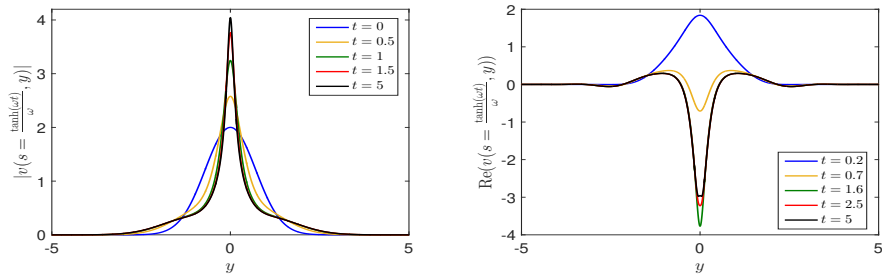 4
3
2
1
0
-5
0
5
y
|v(s = tanh(ωt)/ω, y)|
t = 0
t = 0.5
t = 1
t = 1.5
t = 5
2
1
0
-1
-2
-3
-4
-5
0
5
y
Re(v(s = tanh(ωt)/ω, y))
t = 0.2
t = 0.7
t = 1.6
t = 2.5
t = 5